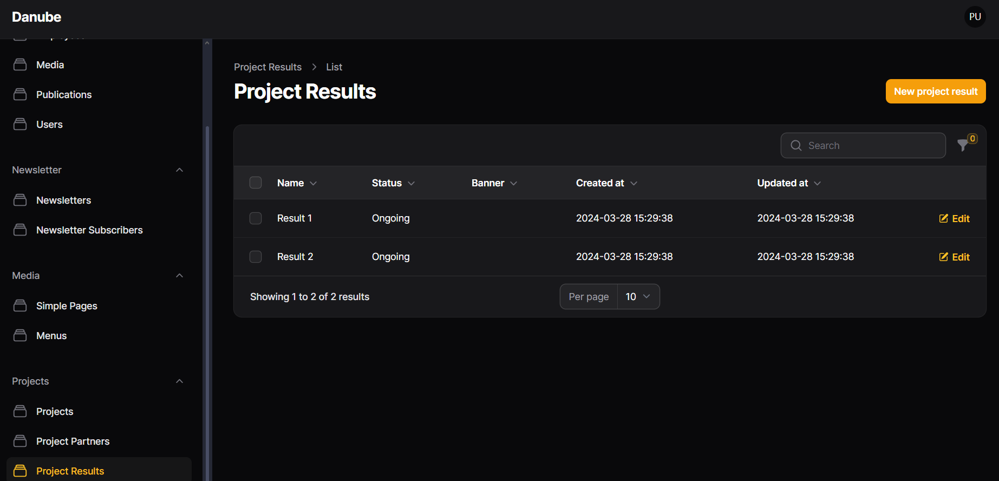 Danube
PU
Media
Publications
Users
Newsletter
Newsletters
Newsletter Subscribers
Media
Simple Pages
Menus
Projects
Projects
Project Partners
Project Results
Project Results > List
Project Results
New project result
Search
0
Name Status Banner Created at Updated at
Result 1 Ongoing 2024-03-28 15:29:38 2024-03-28 15:29:38 Edit
Result 2 Ongoing 2024-03-28 15:29:38 2024-03-28 15:29:38 Edit
Showing 1 to 2 of 2 results
Per page 10